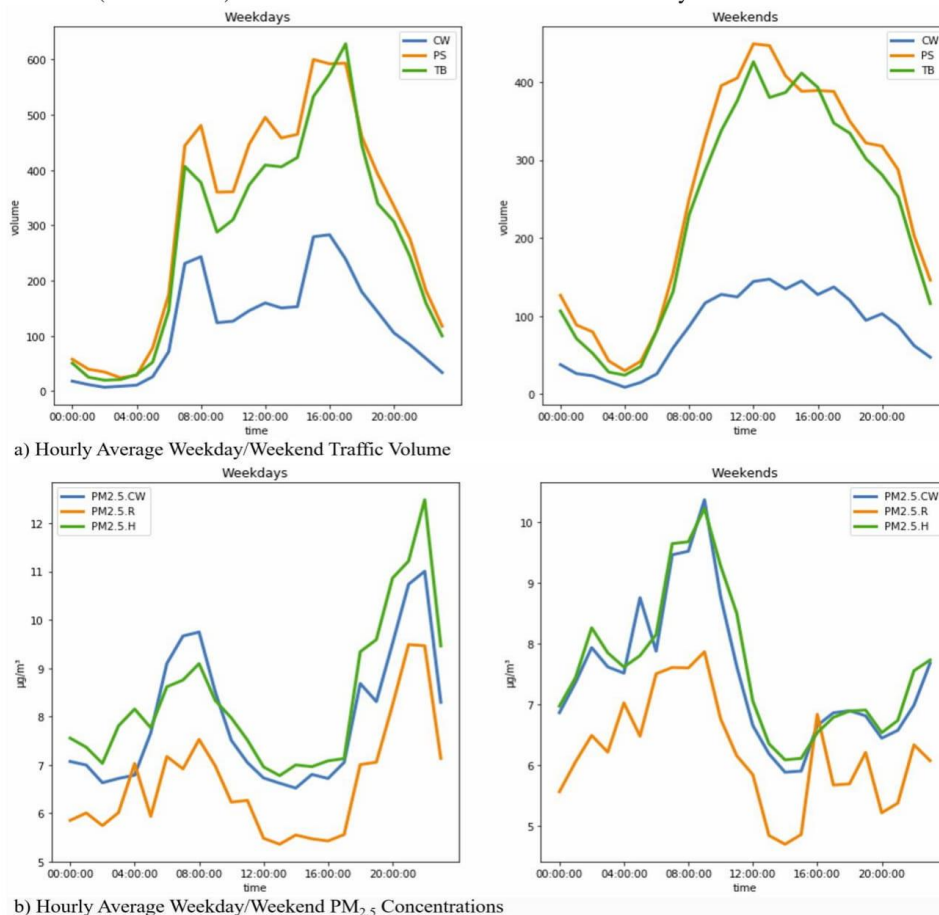 Weekdays
Weekends
CW
PS
TB
CW
PS
TB
600
500
400
300
200
100
0
volume
400
300
200
100
0
volume
00:00:00 04:00:00 08:00:00 12:00:00 16:00:00 20:00:00
time
00:00:00 04:00:00 08:00:00 12:00:00 16:00:00 20:00:00
time
a) Hourly Average Weekday/Weekend Traffic Volume
Weekdays
Weekends
PM2.5.CW
PM2.5.R
PM2.5.H
PM2.5.CW
PM2.5.R
PM2.5.H
12
11
10
9
8
7
6
5
µg/m³
10
9
8
7
6
5
µg/m³
00:00:00 04:00:00 08:00:00 12:00:00 16:00:00 20:00:00
time
00:00:00 04:00:00 08:00:00 12:00:00 16:00:00 20:00:00
time
b) Hourly Average Weekday/Weekend PM2.5 Concentrations